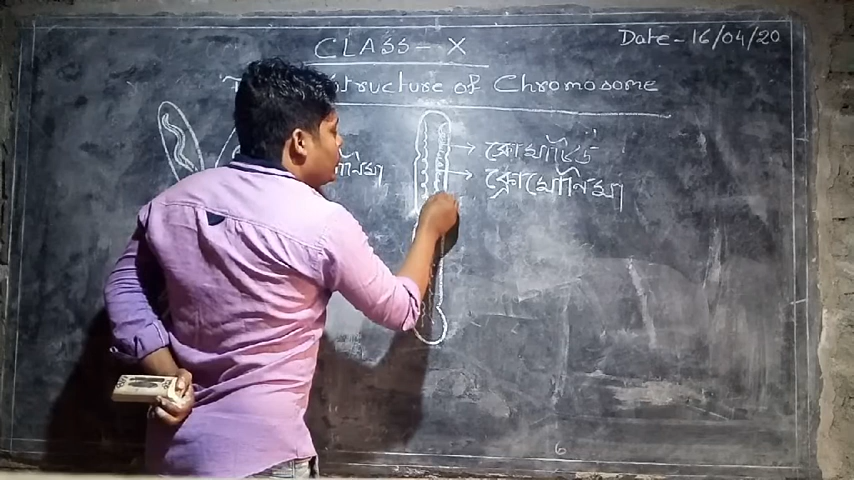 CLASS - X
Date - 16/04/20
Structure of Chromosome
ক্রোমাটিড
ক্রোমোনিমা